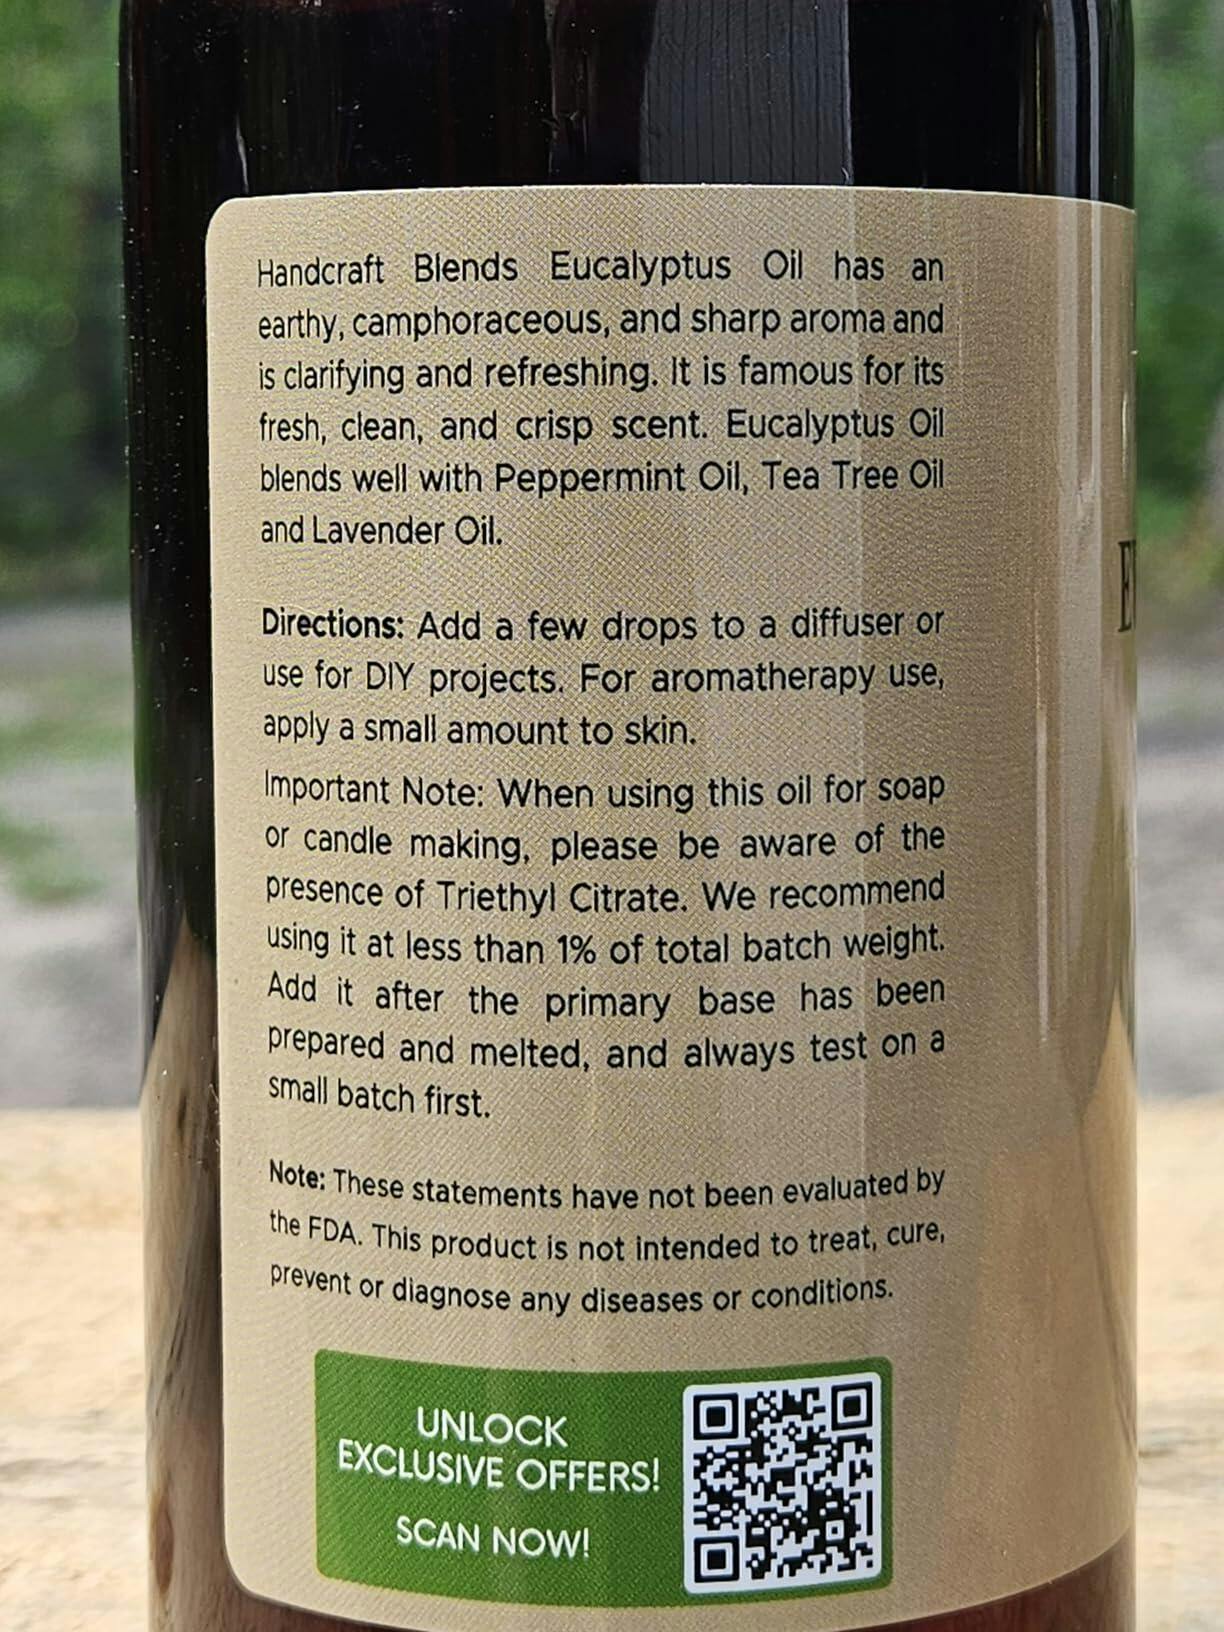 Handcraft Blends Eucalyptus Oil has an
earthy, camphoraceous, and sharp aroma and
is clarifying and refreshing. It is famous for its
fresh, clean, and crisp scent. Eucalyptus Oil
blends well with Peppermint Oil, Tea Tree Oil
and Lavender Oil.
Directions: Add a few drops to a diffuser or
use for DIY projects. For aromatherapy use,
apply a small amount to skin.
Important Note: When using this oil for soap
or candle making, please be aware of the
presence of Triethyl Citrate. We recommend
using it at less than 1% of total batch weight.
Add it after the primary base has been
prepared and melted, and always test on a
small batch first.
Note: These statements have not been evaluated by
the FDA. This product is not intended to treat, cure,
prevent or diagnose any diseases or conditions.
UNLOCK
EXCLUSIVE OFFERS!
SCAN NOW!